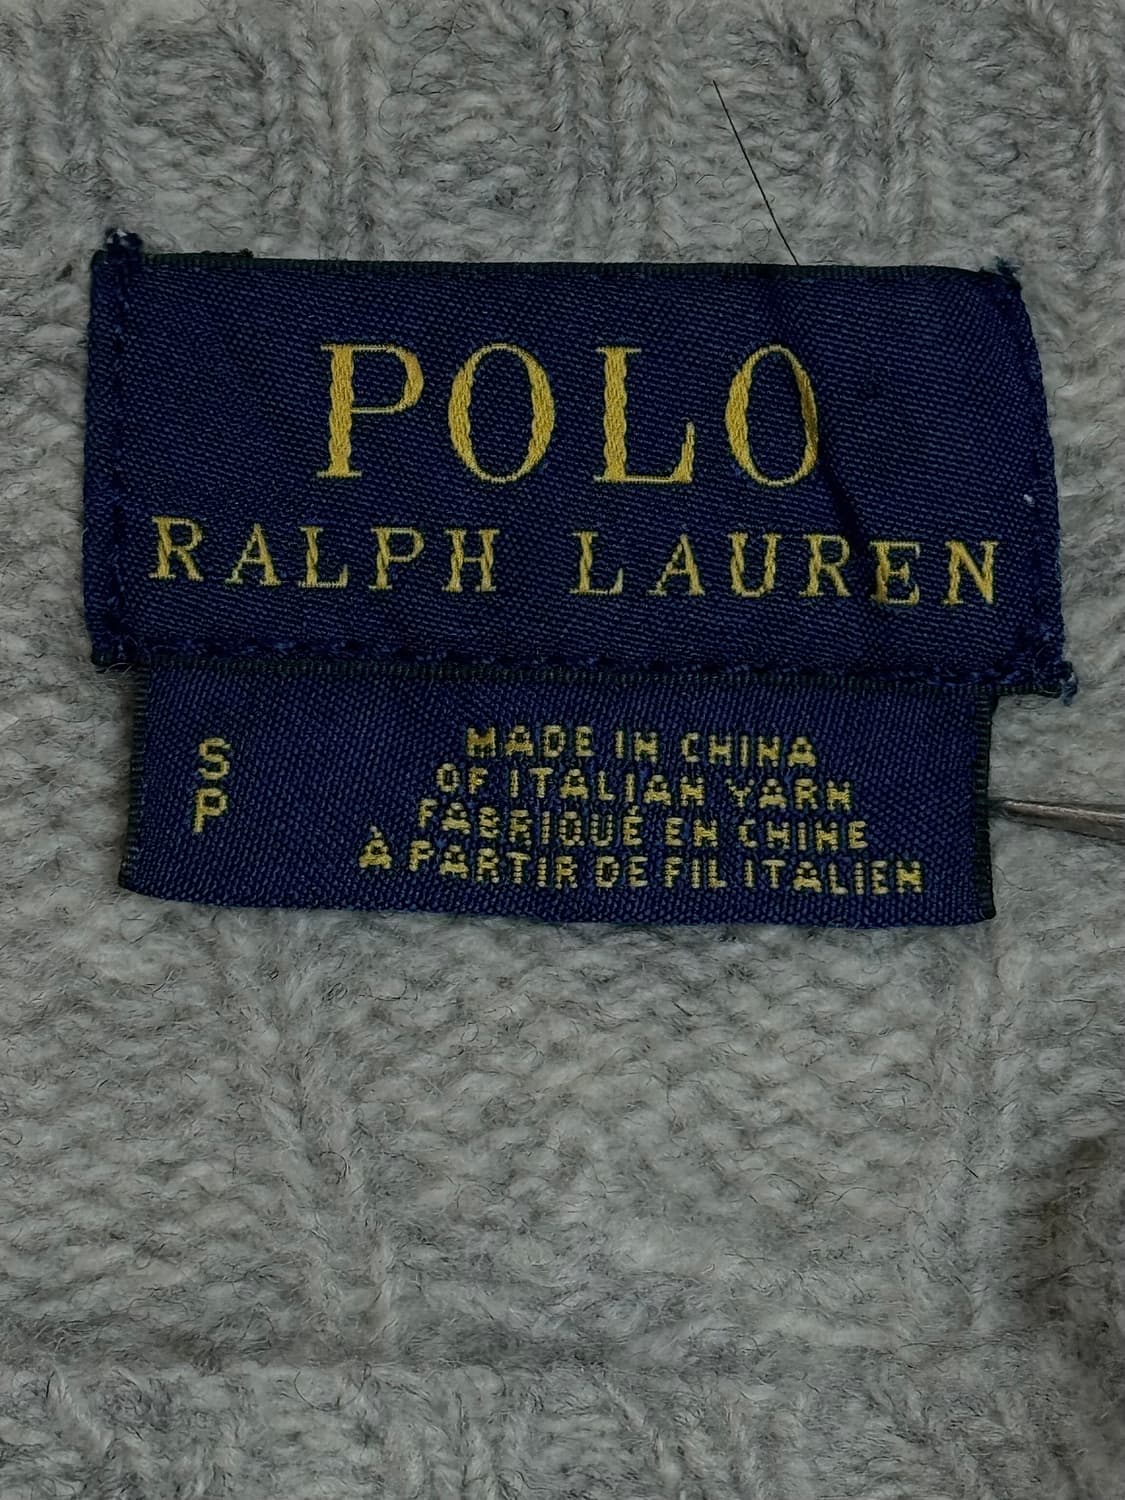 POLO
RALPH LAUREN
S
P
MADE IN CHINA
OF ITALIAN YARN
FABRIQUÉ EN CHINE
À PARTIR DE FIL ITALIEN